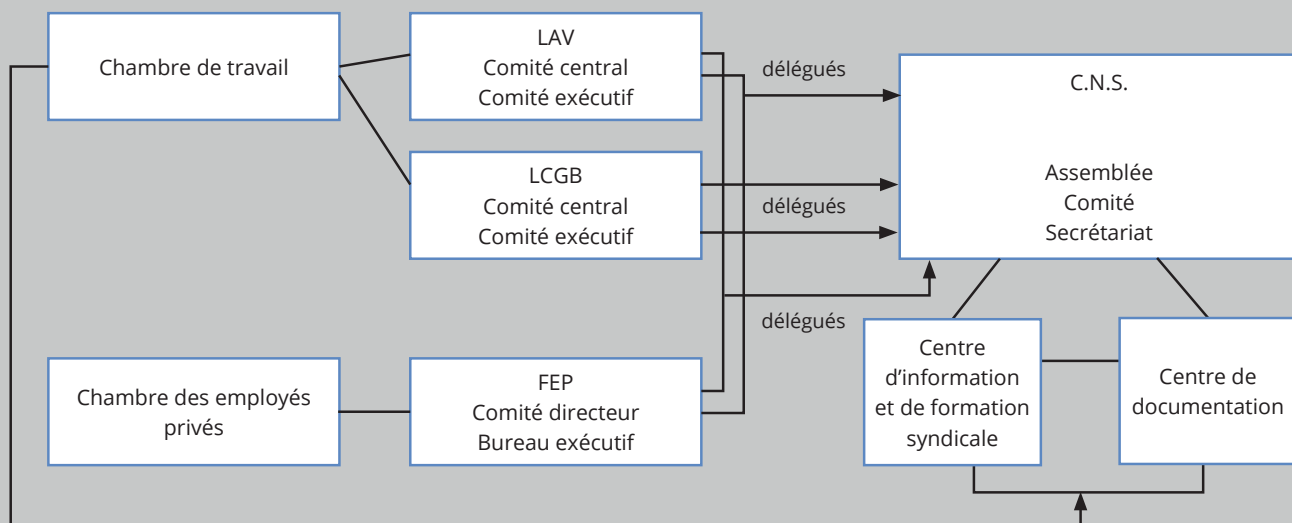 Chambre de travail
LAV
Comité central
Comité exécutif
délégués
C.N.S.
Assemblée
Comité
Secrétariat
LCGB
Comité central
Comité exécutif
délégués
délégués
Chambre des employés
privés
FEP
Comité directeur
Bureau exécutif
Centre
d'information
et de formation
syndicale
Centre de
documentation